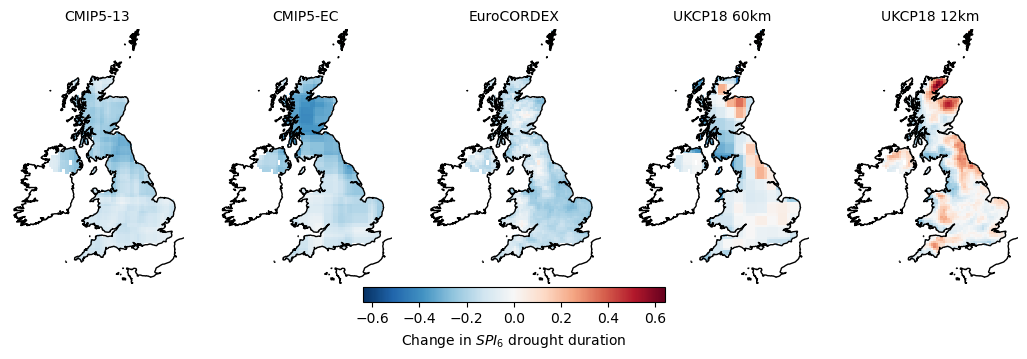 CMIP5-13 CMIP5-EC EuroCORDEX UKCP18 60km UKCP18 12km
−0.6 −0.4 −0.2 0.0 0.2 0.4 0.6
Change in SPI₆ drought duration